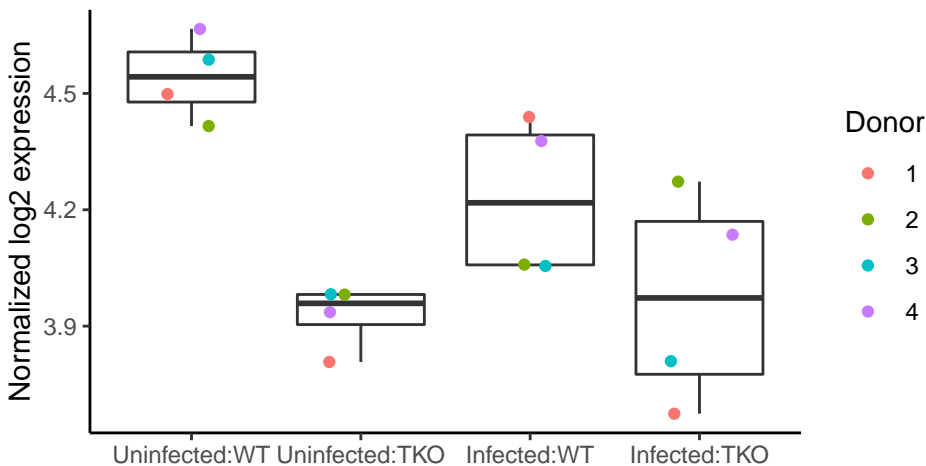 Normalized log2 expression
4.5
4.2
3.9
Uninfected:WT Uninfected:TKO Infected:WT Infected:TKO
Donor
1
2
3
4